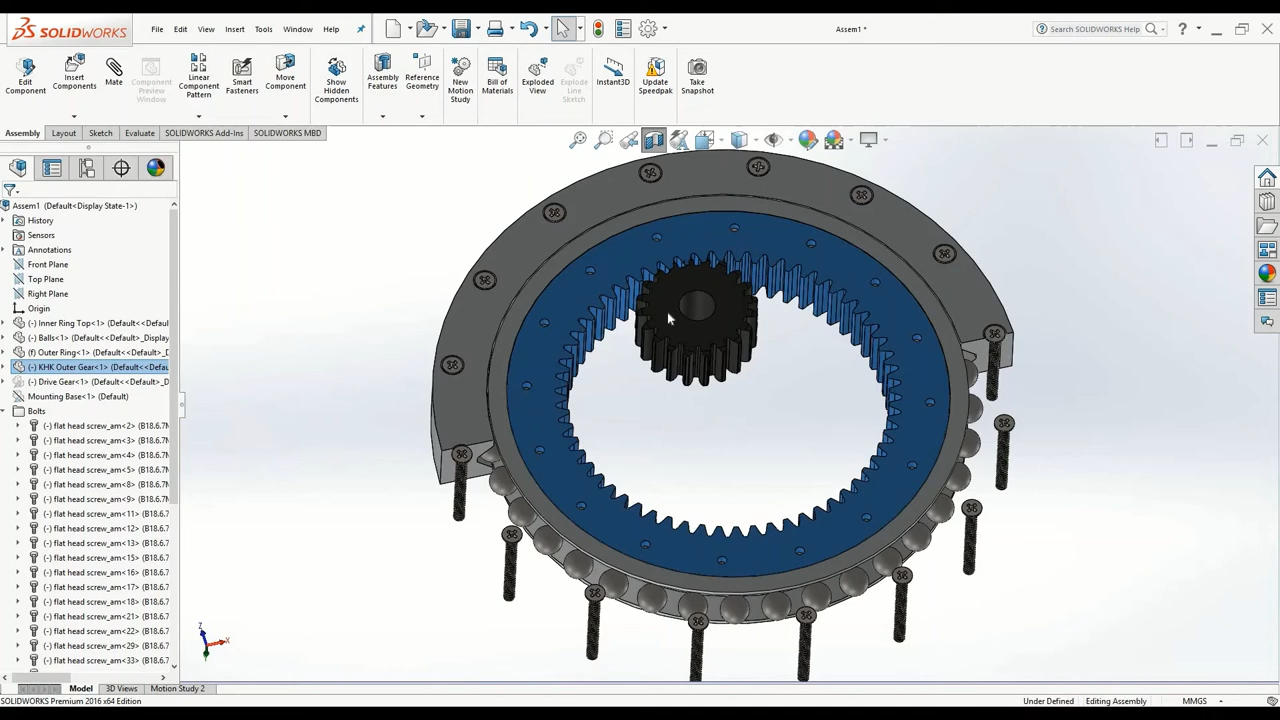 SOLIDWORKS
File Edit View Insert Tools Window Help
Assem1 *
Search SOLIDWORKS Help
Edit Component
Insert Components
Mate
Component Preview Window
Linear Component Pattern
Smart Fasteners
Move Component
Show Hidden Components
Assembly Features
Reference Geometry
New Motion Study
Bill of Materials
Exploded View
Explode Line Sketch
Instant3D
Update Speedpak
Take Snapshot
Assembly Layout Sketch Evaluate SOLIDWORKS Add-Ins SOLIDWORKS MBD
Assem1 (Default<Display State-1>)
History
Sensors
Annotations
Front Plane
Top Plane
Right Plane
Origin
(-) Inner Ring Top<1> (Default<<Default
(-) Balls<1> (Default<<Default>_Display
(f) Outer Ring<1> (Default<<Default>_D
(-) KHK Outer Gear<1> (Default<<Defau
(-) Drive Gear<1> (Default<<Default>_D
Mounting Base<1> (Default)
Bolts
(-) flat head screw_am<2> (B18.6.7
(-) flat head screw_am<3> (B18.6.7
(-) flat head screw_am<4> (B18.6.7
(-) flat head screw_am<5> (B18.6.7
(-) flat head screw_am<8> (B18.6.7
(-) flat head screw_am<9> (B18.6.7
(-) flat head screw_am<11> (B18.6.7
(-) flat head screw_am<12> (B18.6.7
(-) flat head screw_am<13> (B18.6.7
(-) flat head screw_am<15> (B18.6.7
(-) flat head screw_am<16> (B18.6.7
(-) flat head screw_am<17> (B18.6.7
(-) flat head screw_am<18> (B18.6.7
(-) flat head screw_am<21> (B18.6.7
(-) flat head screw_am<22> (B18.6.7
(-) flat head screw_am<29> (B18.6.7
(-) flat head screw_am<33> (B18.6.7
Z
X
Model 3D Views Motion Study 2
SOLIDWORKS Premium 2016 x64 Edition
Under Defined Editing Assembly MMGS